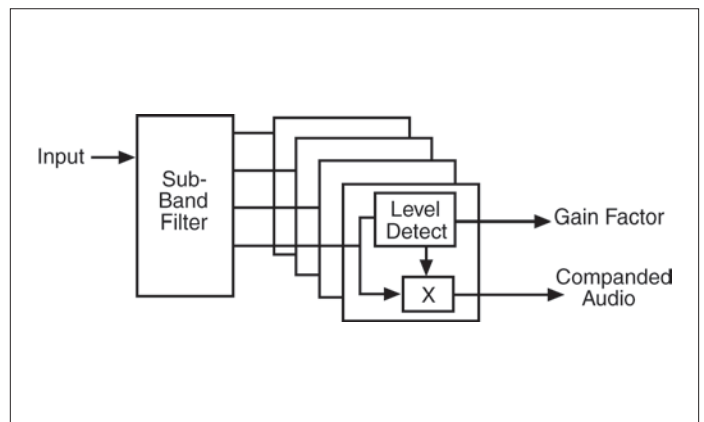 Input
Sub-
Band
Filter
Level
Detect
X
Gain Factor
Companded
Audio